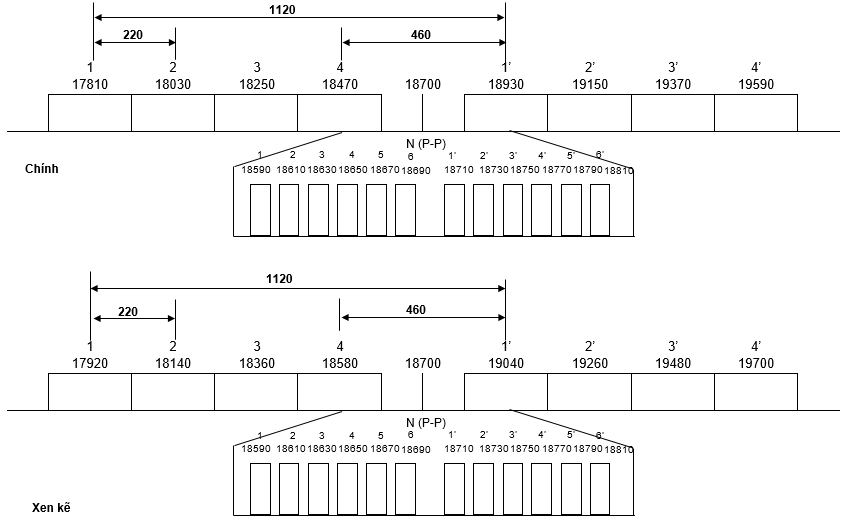 1120
220 460
1 2 3 4 1' 2' 3' 4'
17810 18030 18250 18470 18700 18930 19150 19370 19590
N (P-P)
1 2 3 4 5 6 1' 2' 3' 4' 5' 6'
18590 18610 18630 18650 18670 18690 18710 18730 18750 18770 18790 18810
Chính
1120
220 460
1 2 3 4 1' 2' 3' 4'
17920 18140 18360 18580 18700 19040 19260 19480 19700
N (P-P)
1 2 3 4 5 6 1' 2' 3' 4' 5' 6'
18590 18610 18630 18650 18670 18690 18710 18730 18750 18770 18790 18810
Xen kẽ